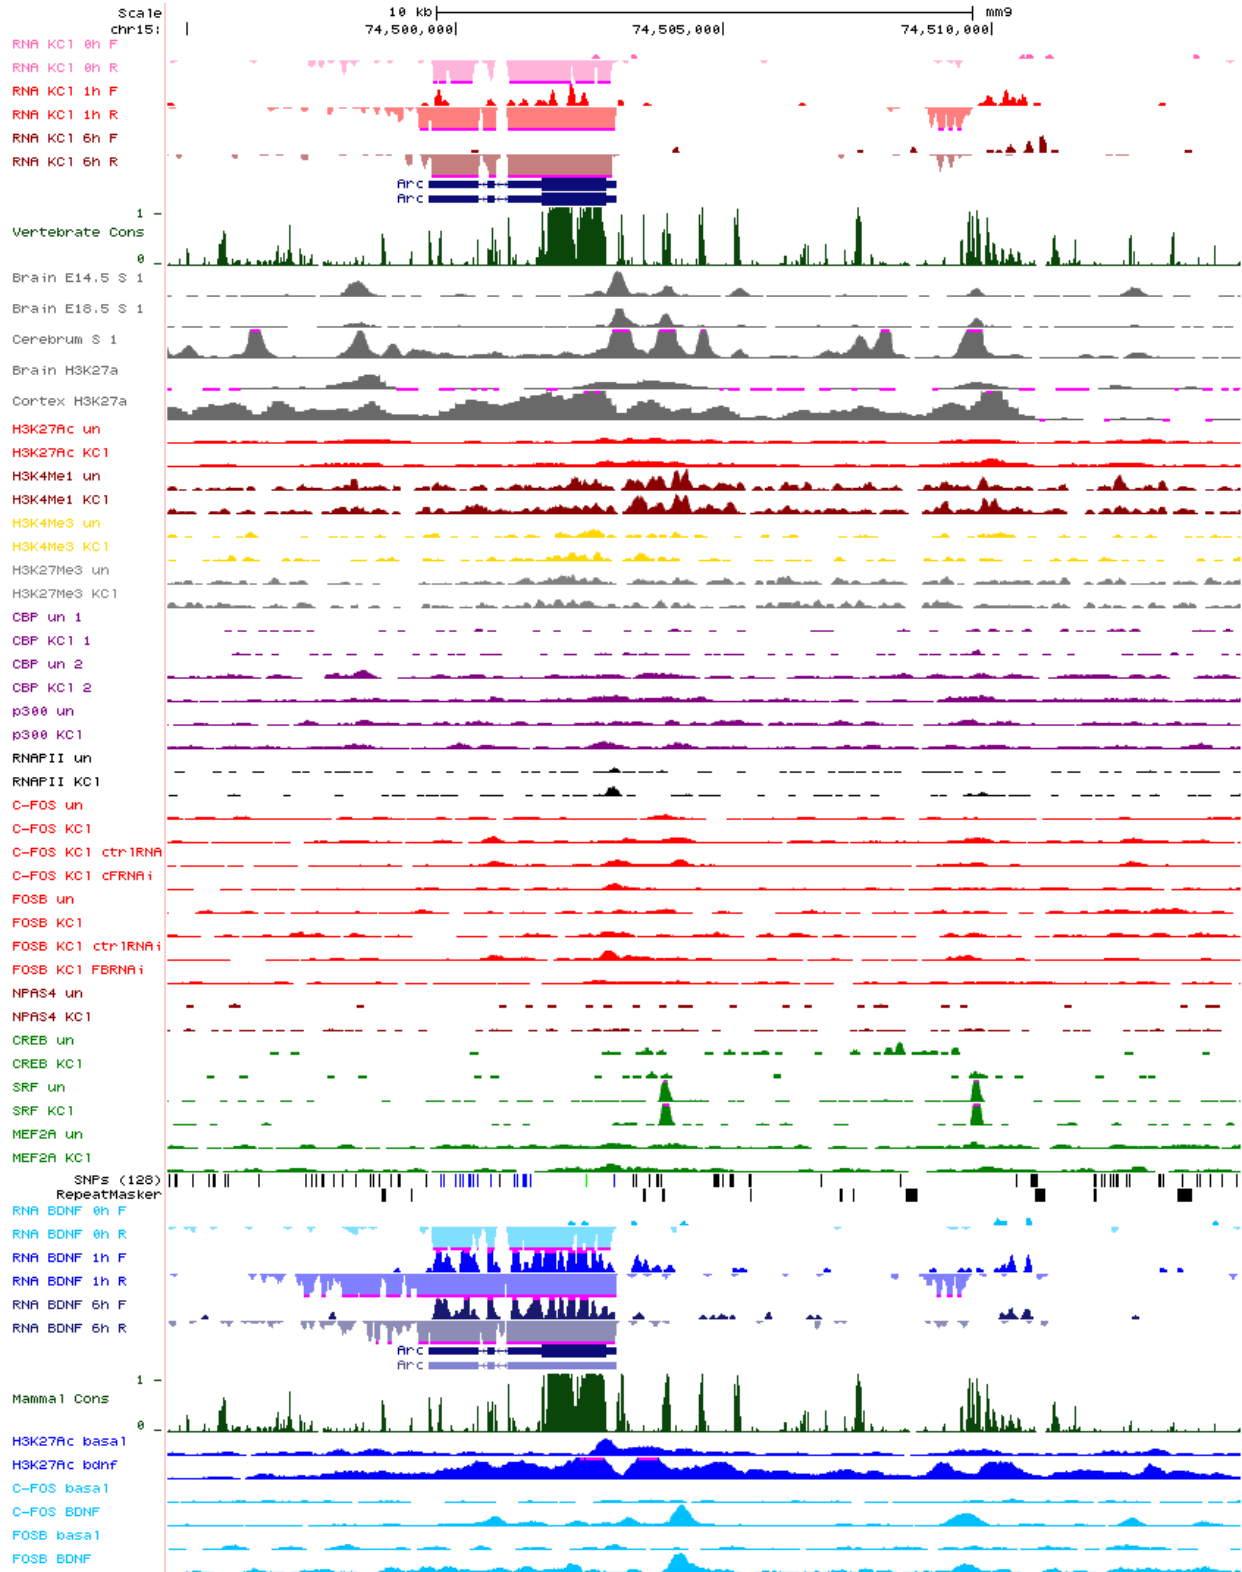 Scale 10 kb mm9
chr15: 74,500,000 74,505,000 74,510,000
RNA KCl 0h F
RNA KCl 0h R
RNA KCl 1h F
RNA KCl 1h R
RNA KCl 6h F
RNA KCl 6h R
Arc
Arc
1
Vertebrate Cons
0
Brain E14.5 S 1
Brain E18.5 S 1
Cerebrum S 1
Brain H3K27a
Cortex H3K27a
H3K27Ac un
H3K27Ac KCl
H3K4Me1 un
H3K4Me1 KCl
H3K4Me3 un
H3K4Me3 KCl
H3K27Me3 un
H3K27Me3 KCl
CBP un 1
CBP KCl 1
CBP un 2
CBP KCl 2
p300 un
p300 KCl
RNAPII un
RNAPII KCl
C-FOS un
C-FOS KCl
C-FOS KCl ctrlRNA
C-FOS KCl cFRNAi
FOSB un
FOSB KCl
FOSB KCl ctrlRNAi
FOSB KCl FBRNAi
NPAS4 un
NPAS4 KCl
CREB un
CREB KCl
SRF un
SRF KCl
MEF2A un
MEF2A KCl
SNPs (128)
RepeatMasker
RNA BDNF 0h F
RNA BDNF 0h R
RNA BDNF 1h F
RNA BDNF 1h R
RNA BDNF 6h F
RNA BDNF 6h R
Arc
Arc
1
Mammal Cons
0
H3K27Ac basal
H3K27Ac bdnf
C-FOS basal
C-FOS BDNF
FOSB basal
FOSB BDNF